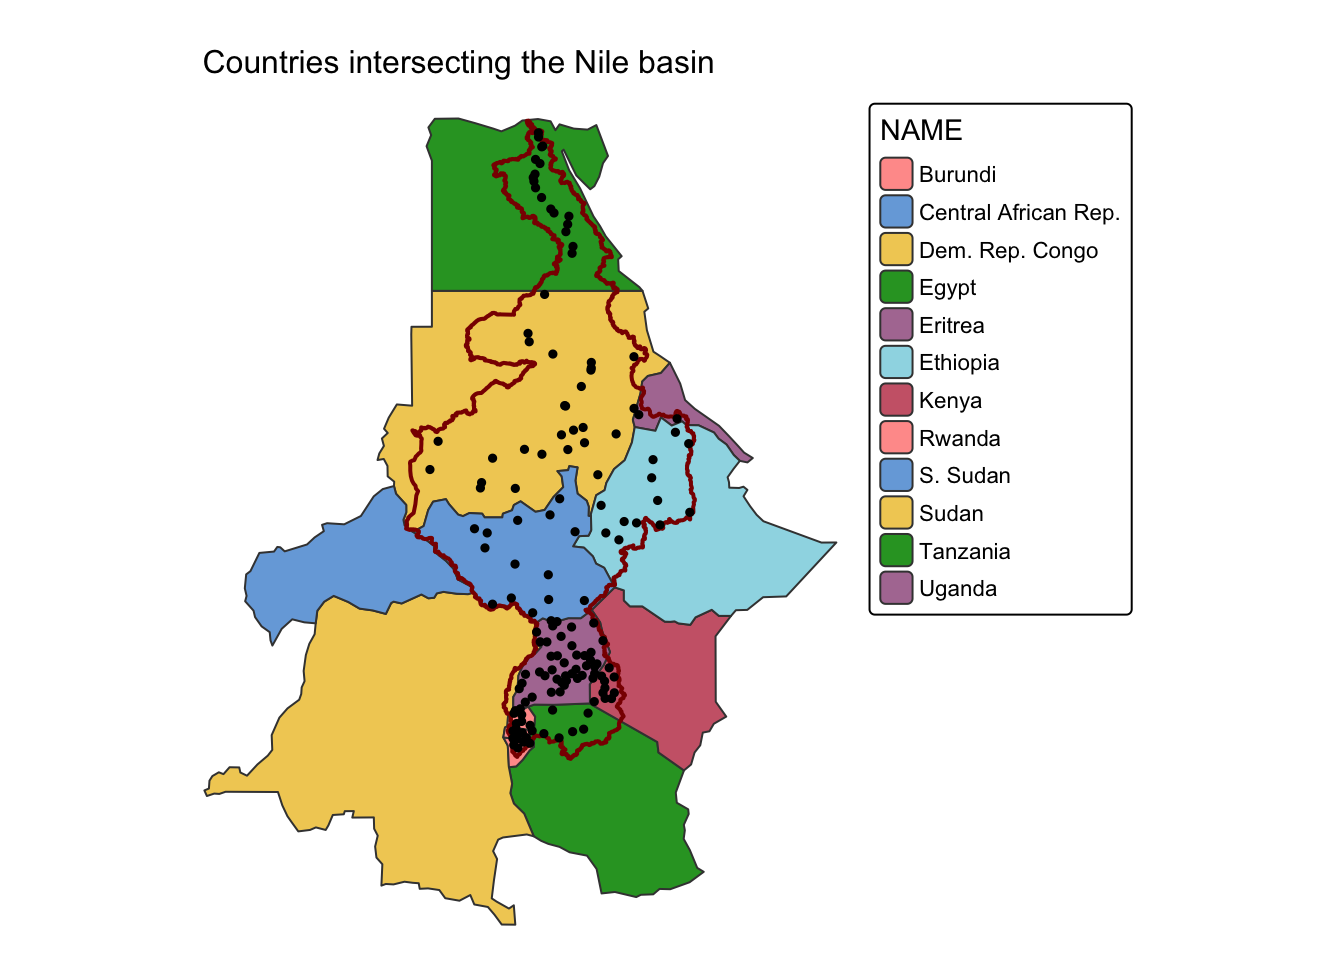 Countries intersecting the Nile basin
NAME
Burundi
Central African Rep.
Dem. Rep. Congo
Egypt
Eritrea
Ethiopia
Kenya
Rwanda
S. Sudan
Sudan
Tanzania
Uganda